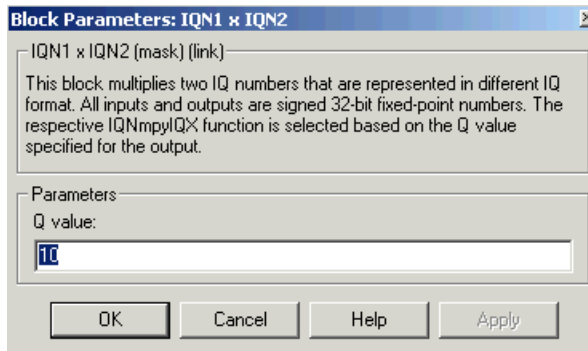 Block Parameters: IQN1 x IQN2
IQN1 x IQN2 (mask) (link)
This block multiplies two IQ numbers that are represented in different IQ
format. All inputs and outputs are signed 32-bit fixed-point numbers. The
respective IQNmpyIQX function is selected based on the Q value
specified for the output.
Parameters
Q value:
10
OK Cancel Help Apply